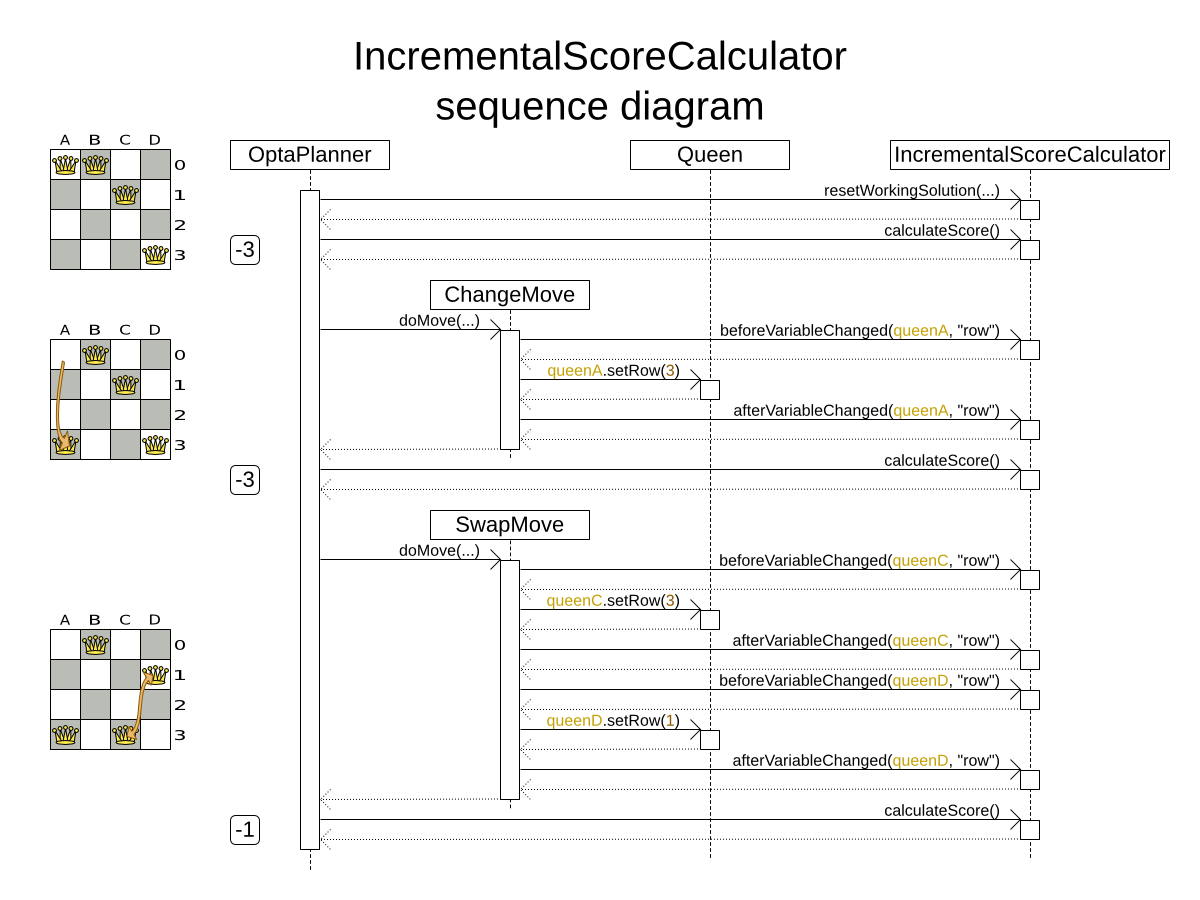 IncrementalScoreCalculator
sequence diagram
A B C D
0
1
2
3
OptaPlanner
Queen
IncrementalScoreCalculator
resetWorkingSolution(...)
calculateScore()
-3
ChangeMove
A B C D
0
1
2
3
doMove(...)
beforeVariableChanged(queenA, "row")
queenA.setRow(3)
afterVariableChanged(queenA, "row")
calculateScore()
-3
SwapMove
doMove(...)
beforeVariableChanged(queenC, "row")
queenC.setRow(3)
A B C D
0
1
2
3
afterVariableChanged(queenC, "row")
beforeVariableChanged(queenD, "row")
queenD.setRow(1)
afterVariableChanged(queenD, "row")
calculateScore()
-1